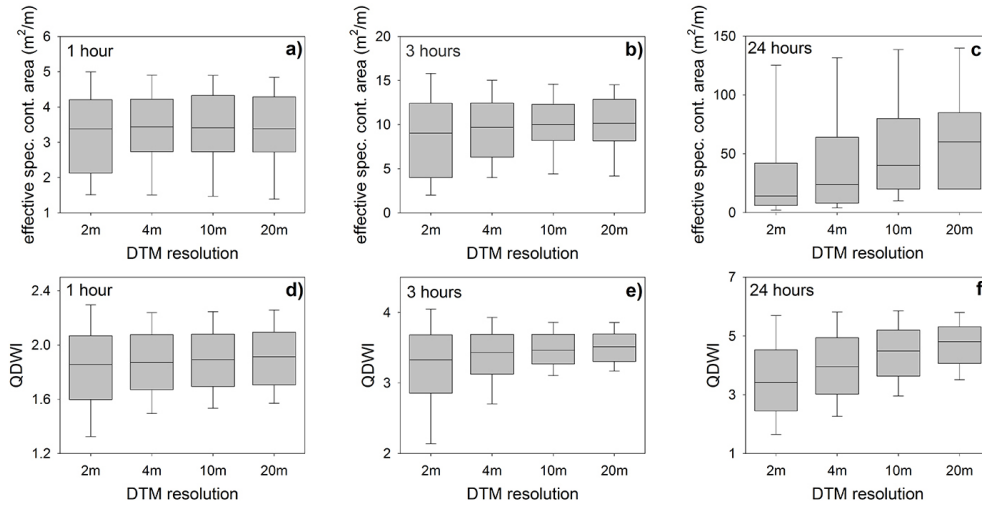 effective spec. cont. area (m²/m)
6
5
4
3
2
1
1 hour
a)
2m 4m 10m 20m
DTM resolution
effective spec. cont. area (m²/m)
20
15
10
5
0
3 hours
b)
2m 4m 10m 20m
DTM resolution
effective spec. cont. area (m²/m)
150
100
50
0
24 hours
c
2m 4m 10m 20m
DTM resolution
QDWI
2.4
2.0
1.6
1.2
1 hour
d)
2m 4m 10m 20m
DTM resolution
QDWI
4
3
2
3 hours
e)
2m 4m 10m 20m
DTM resolution
QDWI
7
5
3
1
24 hours
f
2m 4m 10m 20m
DTM resolution